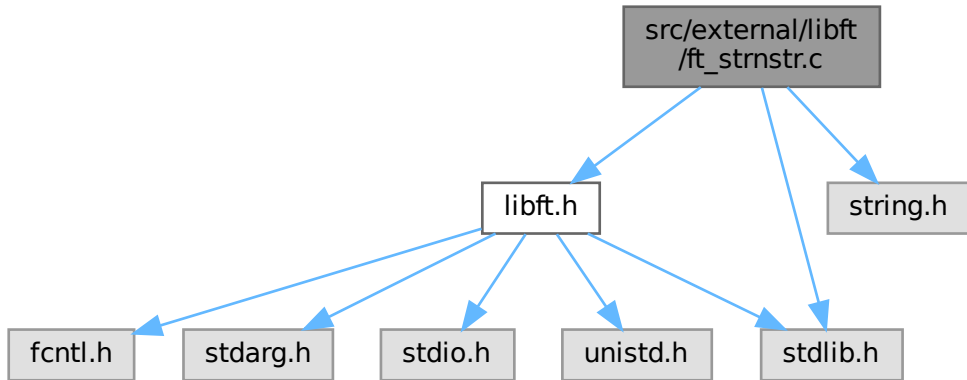 src/external/libft
/ft_strnstr.c
libft.h
string.h
fcntl.h
stdarg.h
stdio.h
unistd.h
stdlib.h